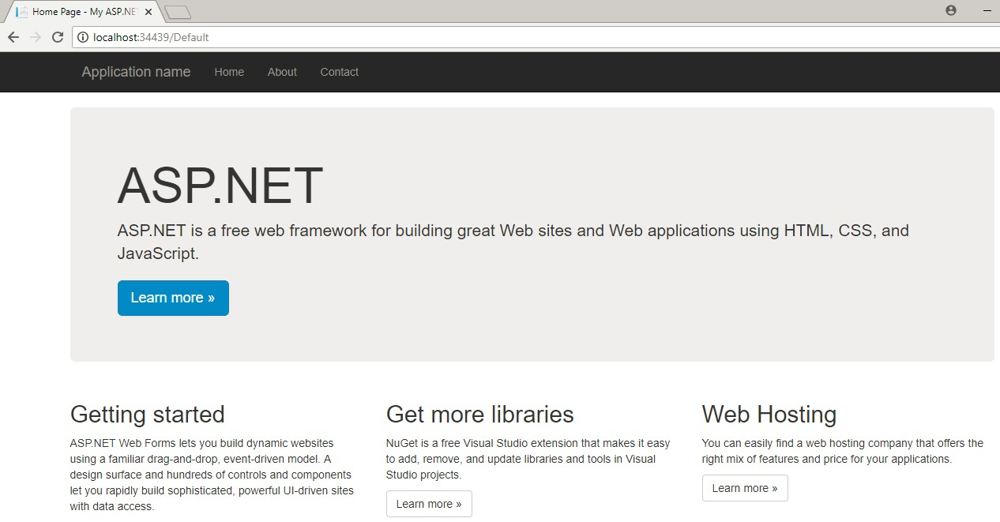 Home Page - My ASP.NE
localhost:34439/Default
Application name Home About Contact
ASP.NET
ASP.NET is a free web framework for building great Web sites and Web applications using HTML, CSS, and
JavaScript.
Learn more »
Getting started
ASP.NET Web Forms lets you build dynamic websites
using a familiar drag-and-drop, event-driven model. A
design surface and hundreds of controls and components
let you rapidly build sophisticated, powerful UI-driven sites
with data access.
Get more libraries
NuGet is a free Visual Studio extension that makes it easy
to add, remove, and update libraries and tools in Visual
Studio projects.
Learn more »
Web Hosting
You can easily find a web hosting company that offers the
right mix of features and price for your applications.
Learn more »